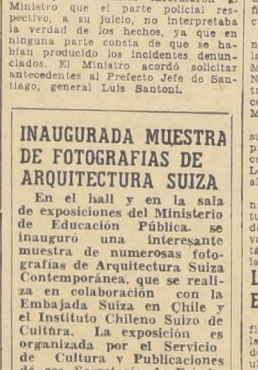 Ministro que el parte policial res-
pectivo, a su juicio, no interpretaba
la verdad de los hechos, ya que en
ninguna parte consta de que se ha-
bían producido los incidentes denun-
ciados. El Ministro acordó solicitar
antecedentes al Prefecto Jefe de San-
tiago, general Luis Santoni.
INAUGURADA MUESTRA
DE FOTOGRAFIAS DE
ARQUITECTURA SUIZA
En el hall y en la sala
de exposiciones del Ministerio
de Educación Pública se
inauguró una interesante
muestra de numerosas foto-
grafías de Arquitectura Suiza
Contemporánea, que se reali-
za en colaboración con la
Embajada Suiza en Chile y
el Instituto Chileno Suizo de
Cultura. La exposición es
organizada por el Servicio
de Cultura y Publicaciones